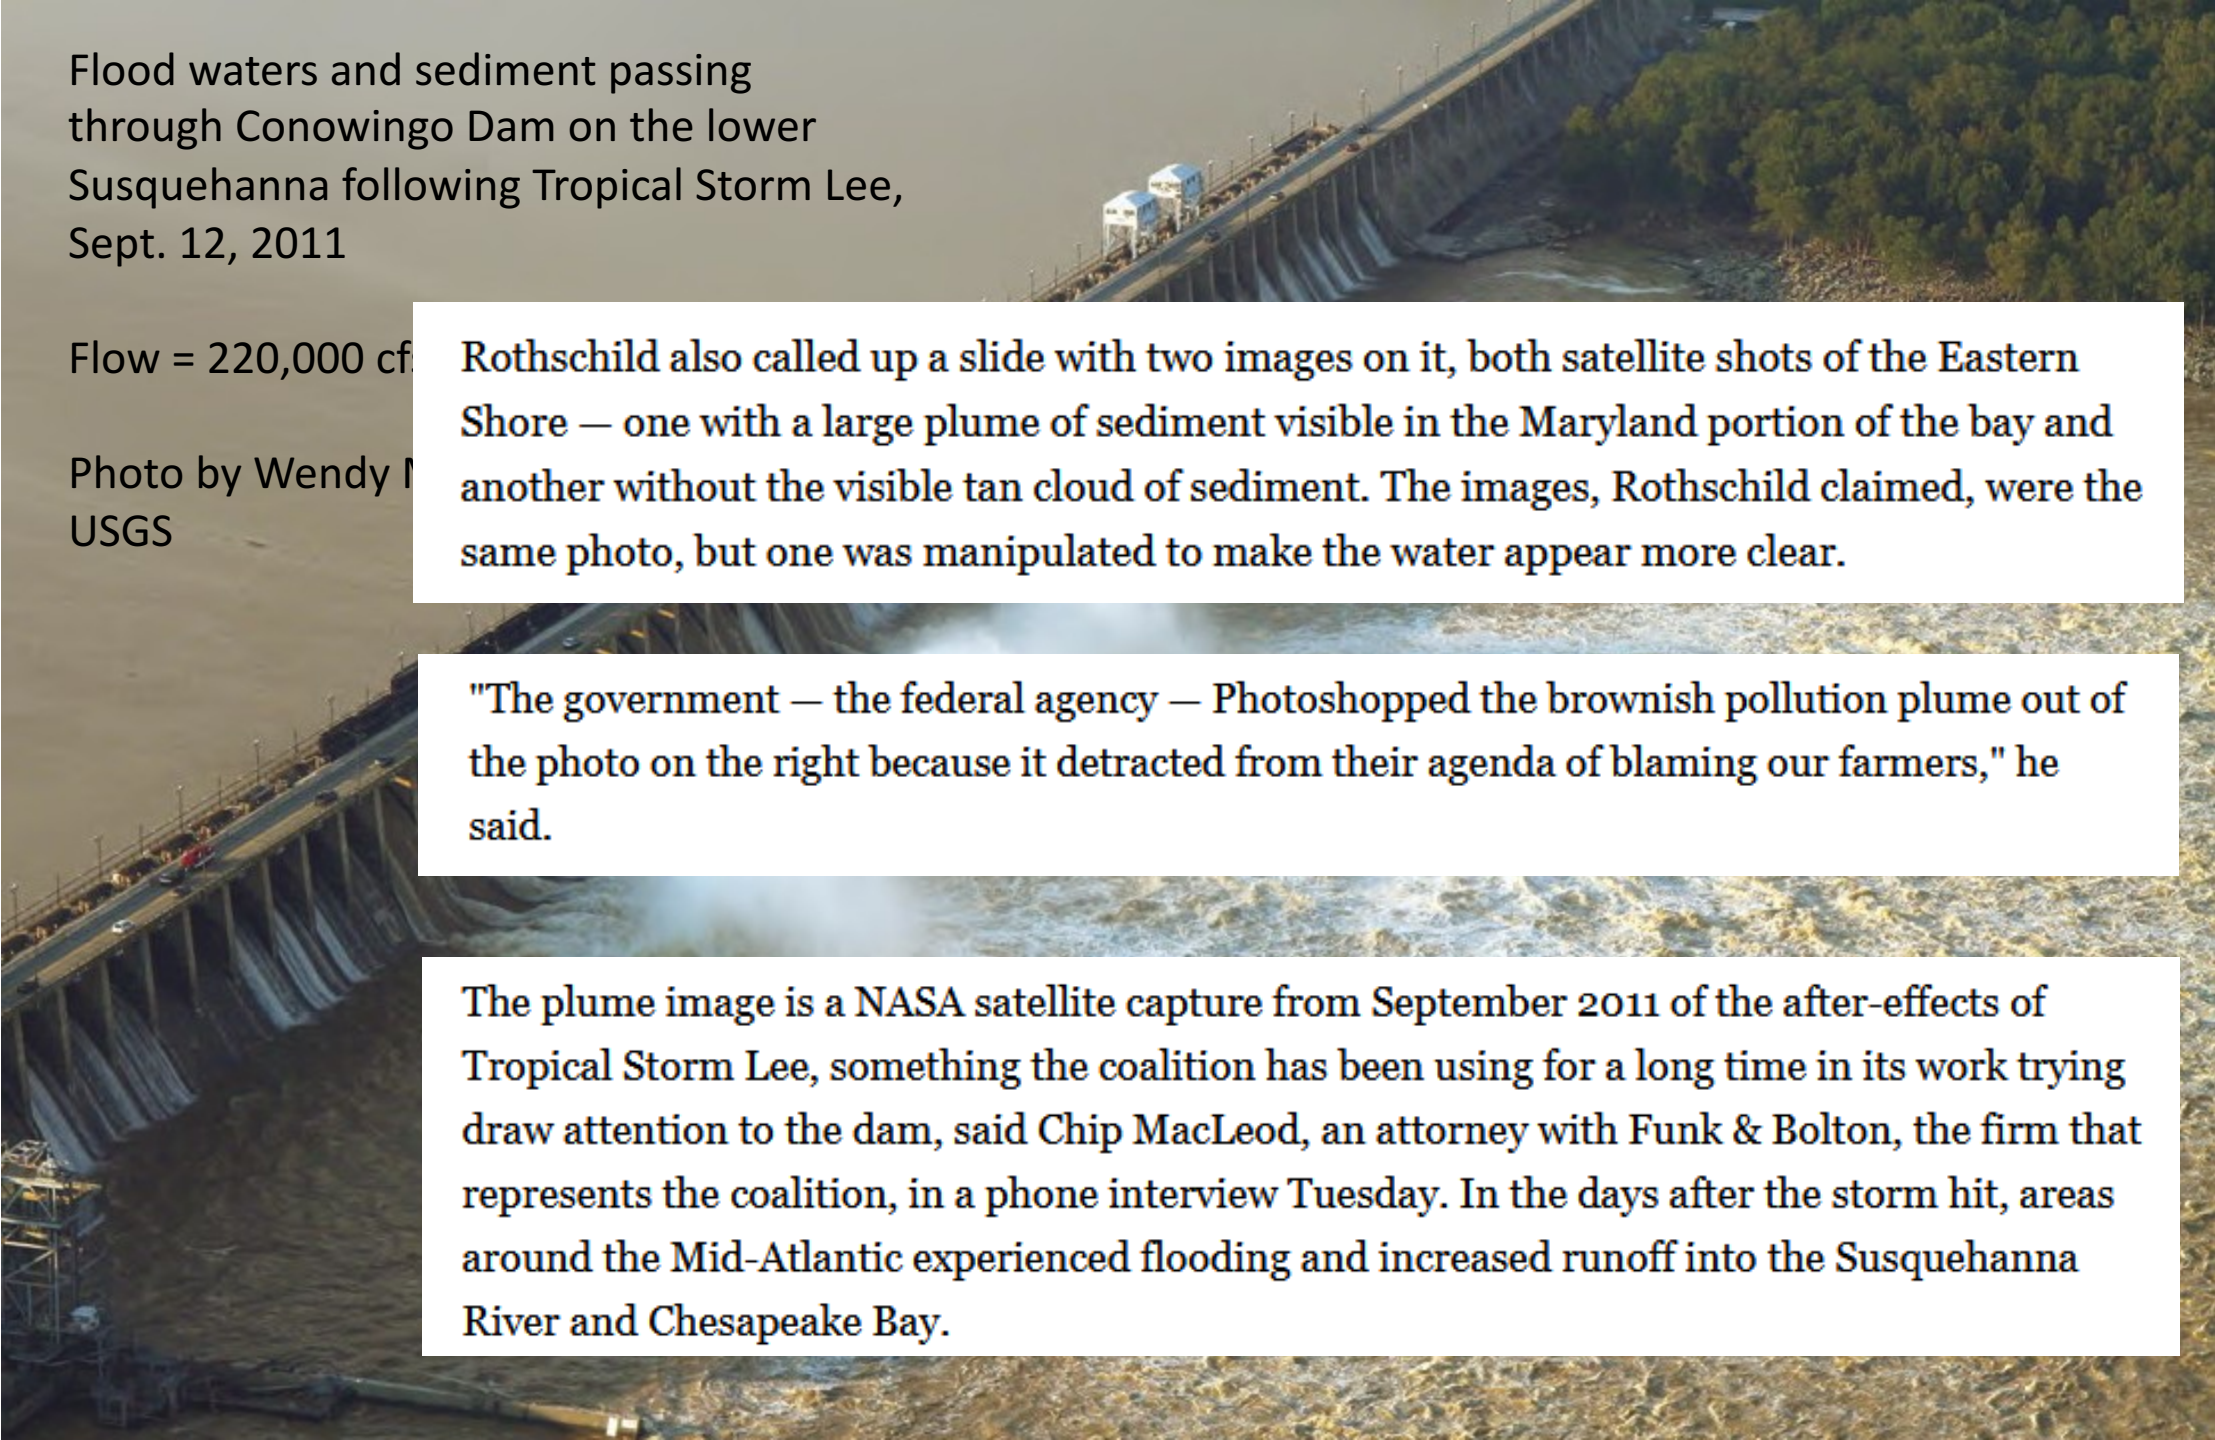 Flood waters and sediment passing
through Conowingo Dam on the lower
Susquehanna following Tropical Storm Lee,
Sept. 12, 2011
Flow = 220,000
Photo by Wendy
USGS
Rothschild also called up a slide with two images on it, both satellite shots of the Eastern
Shore — one with a large plume of sediment visible in the Maryland portion of the bay and
another without the visible tan cloud of sediment. The images, Rothschild claimed, were the
same photo, but one was manipulated to make the water appear more clear.
"The government — the federal agency — Photoshopped the brownish pollution plume out of
the photo on the right because it detracted from their agenda of blaming our farmers," he
said.
The plume image is a NASA satellite capture from September 2011 of the after-effects of
Tropical Storm Lee, something the coalition has been using for a long time in its work trying
draw attention to the dam, said Chip MacLeod, an attorney with Funk & Bolton, the firm that
represents the coalition, in a phone interview Tuesday. In the days after the storm hit, areas
around the Mid-Atlantic experienced flooding and increased runoff into the Susquehanna
River and Chesapeake Bay.